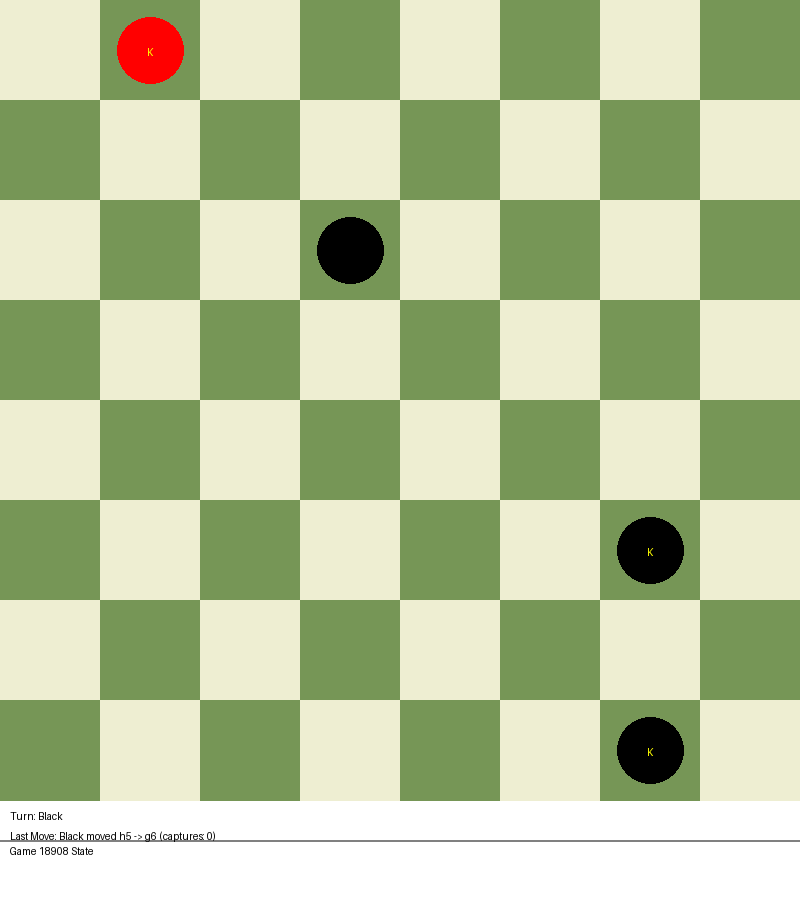 K
K
K
Turn: Black
Last Move: Black moved h5 -> g6 (captures: 0)
Game 18908 State